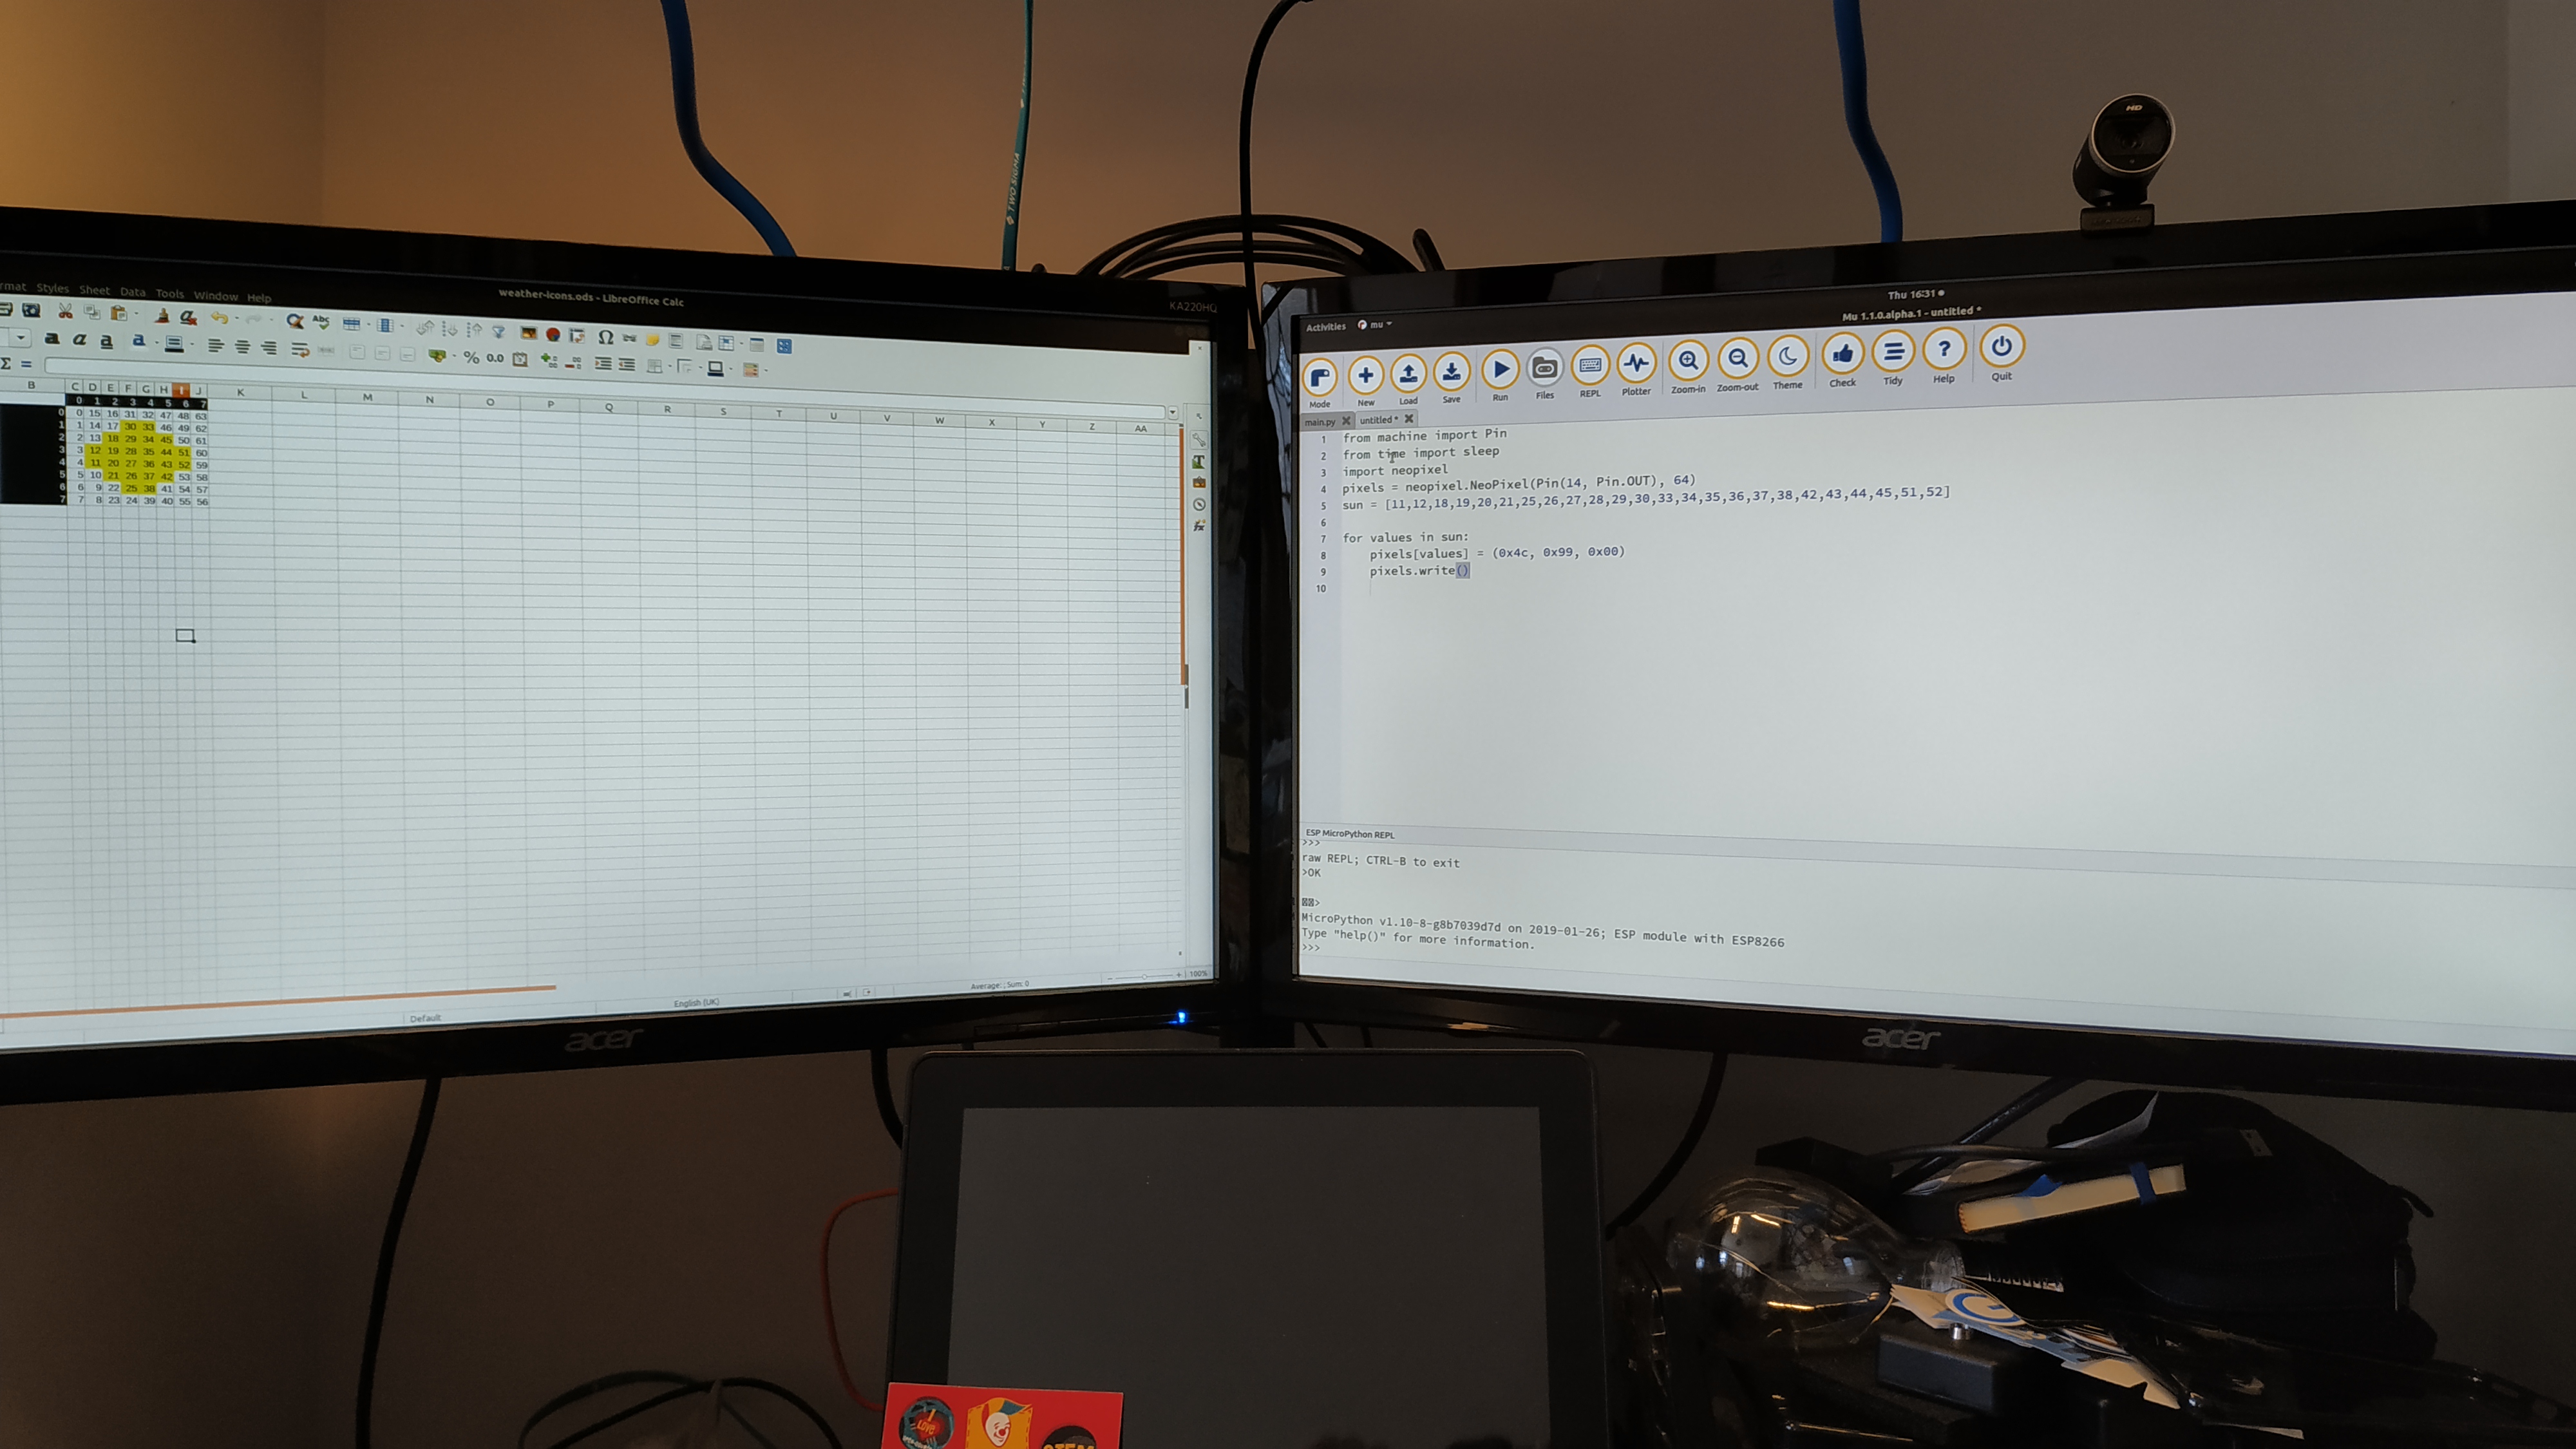 HD
TWO SIGMA
rmat Styles Sheet Data Tools Window Help
weather-icons.ods - LibreOffice Calc
KA220HQ
Abc
a a a a
% 0.0
Σ =
B C D E F G H I J K L M N O P Q R S T U V W X Y Z AA
0 1 2 3 4 5 6 7
0 0 15 16 31 32 47 48 63
1 1 14 17 30 33 46 49 62
2 2 13 18 29 34 45 50 61
3 3 12 19 28 35 44 51 60
4 4 11 20 27 36 43 52 59
5 5 10 21 26 37 42 53 58
6 6 9 22 25 38 41 54 57
7 7 8 23 24 39 40 55 56
Default
English (UK)
Average: ; Sum: 0
100%
acer
Thu 16:31
Activities mu
Mu 1.1.0.alpha.1 - untitled *
Mode New Load Save Run Files REPL Plotter Zoom-in Zoom-out Theme Check Tidy Help Quit
main.py untitled *
1 from machine import Pin
2 from time import sleep
3 import neopixel
4 pixels = neopixel.NeoPixel(Pin(14, Pin.OUT), 64)
5 sun = [11,12,18,19,20,21,25,26,27,28,29,30,33,34,35,36,37,38,42,43,44,45,51,52]
6
7 for values in sun:
8 pixels[values] = (0x4c, 0x99, 0x00)
9 pixels.write()
10
ESP MicroPython REPL
>>>
raw REPL; CTRL-B to exit
>OK
>
MicroPython v1.10-8-g8b7039d7d on 2019-01-26; ESP module with ESP8266
Type "help()" for more information.
>>>
acer
I
LOVE
STEM